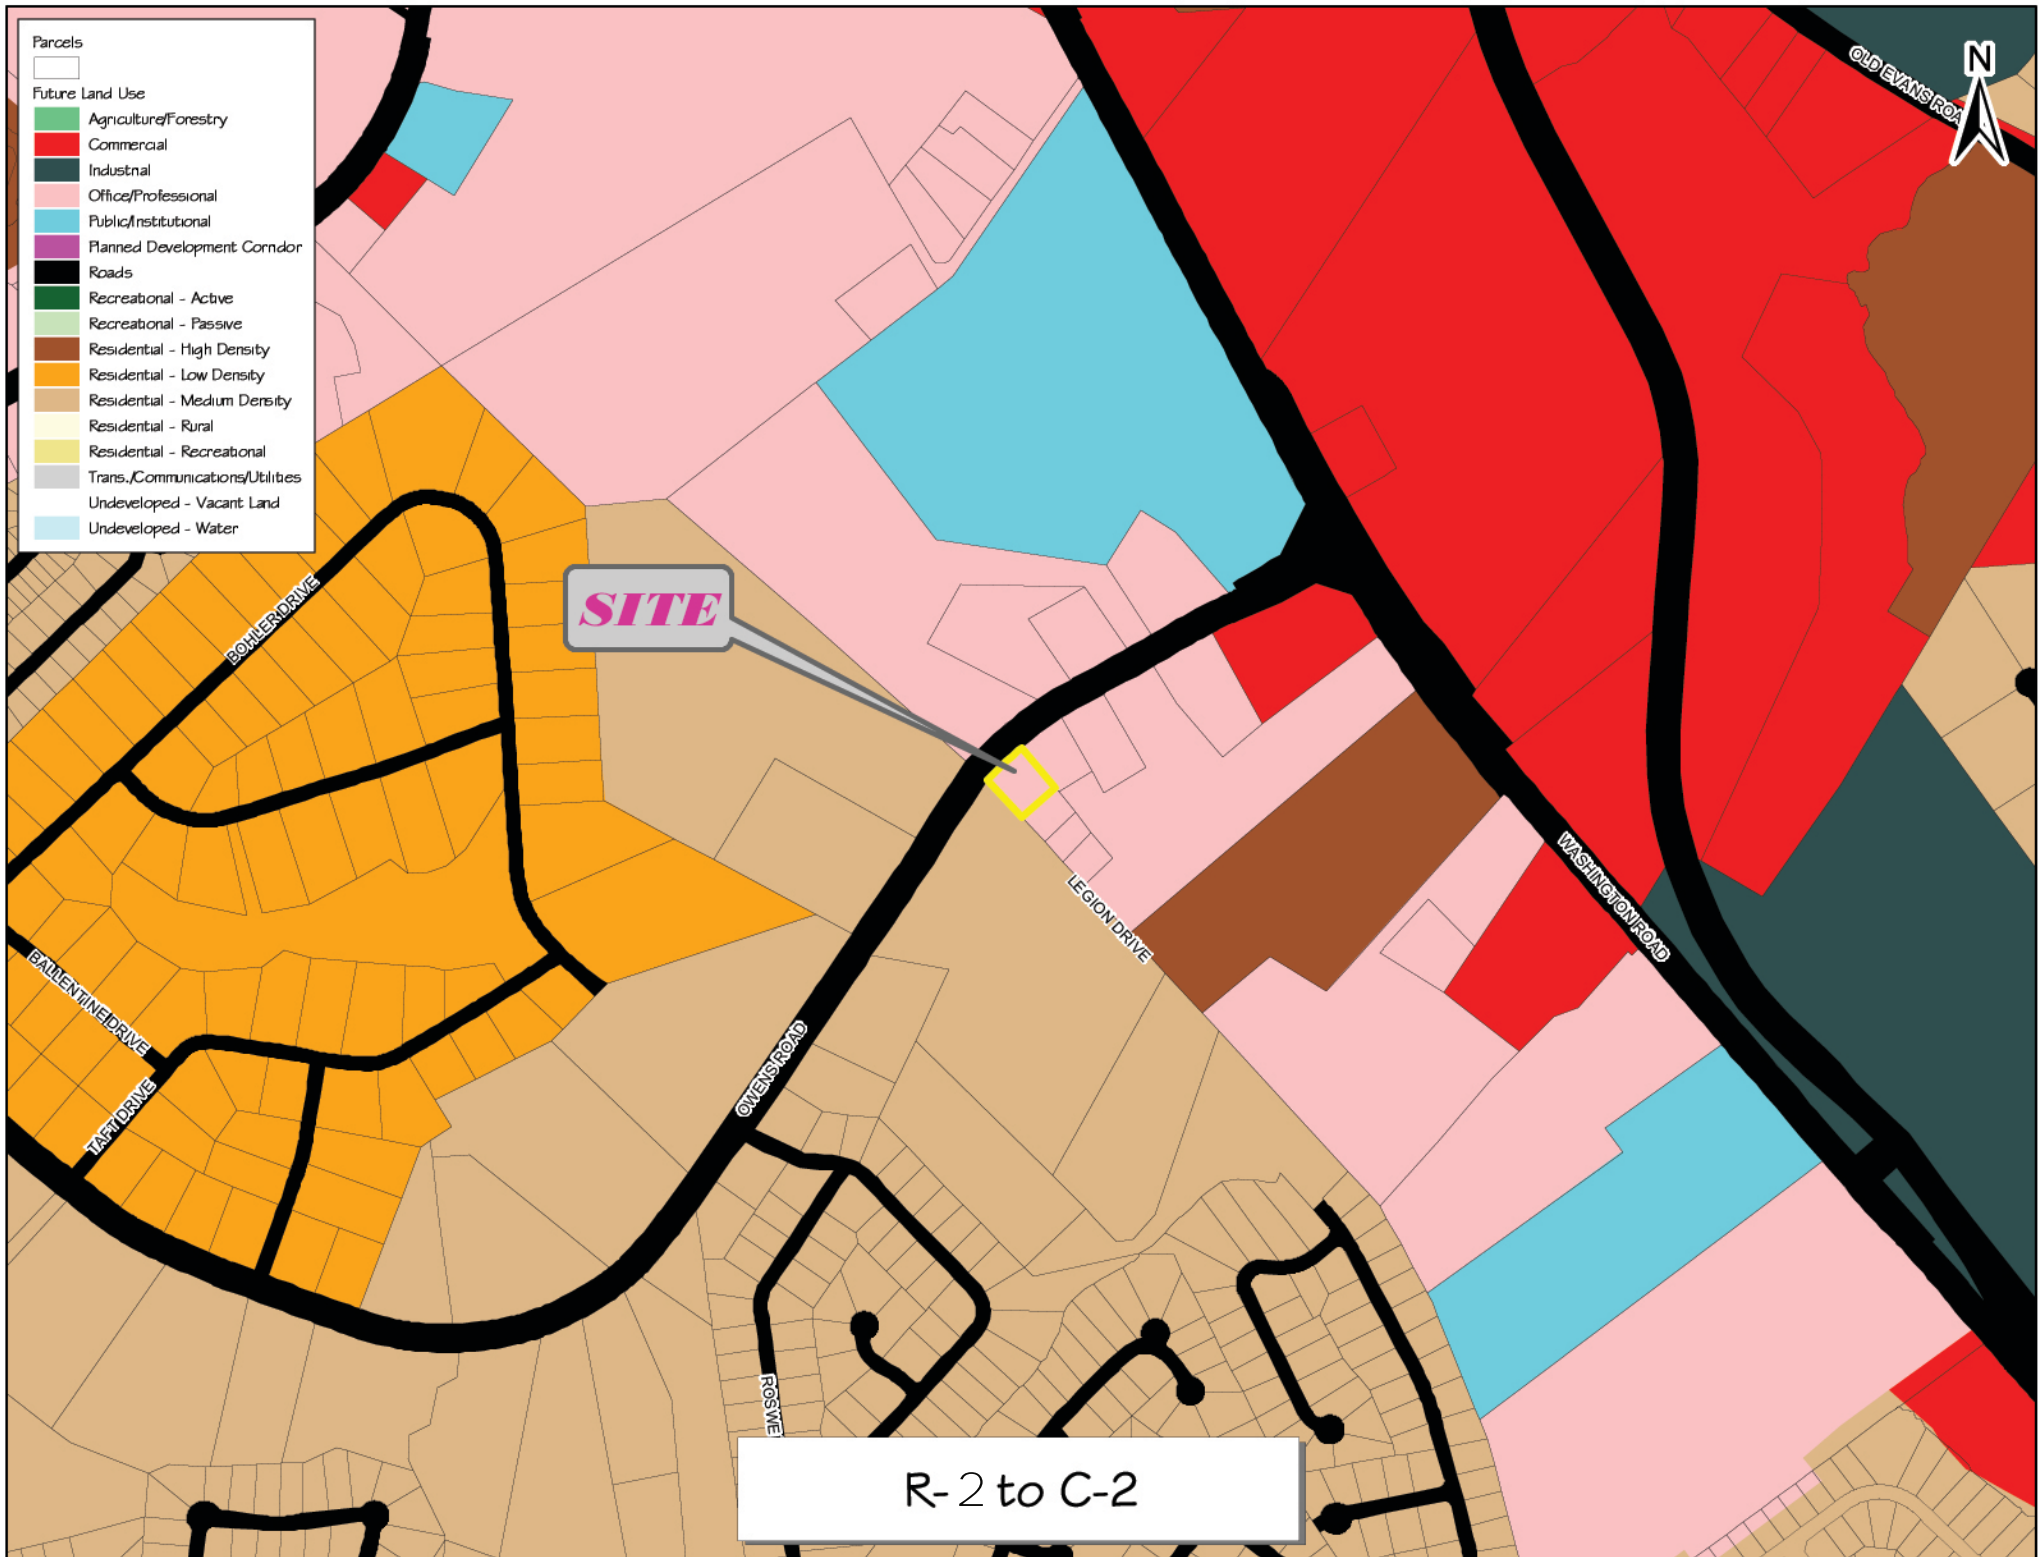 Parcels
Future Land Use
Agriculture/Forestry
Commercial
Industrial
Office/Professional
Public/Institutional
Planned Development Corridor
Roads
Recreational - Active
Recreational - Passive
Residential - High Density
Residential - Low Density
Residential - Medium Density
Residential - Rural
Residential - Recreational
Trans./Communications/Utilities
Undeveloped - Vacant Land
Undeveloped - Water
N
OLD EVANS ROA
BOHLER DRIVE
SITE
WASHINGTON ROAD
LEGION DRIVE
BALLENTINE DRIVE
TAFT DRIVE
OWENS ROAD
ROSWE
R-2 to C-2